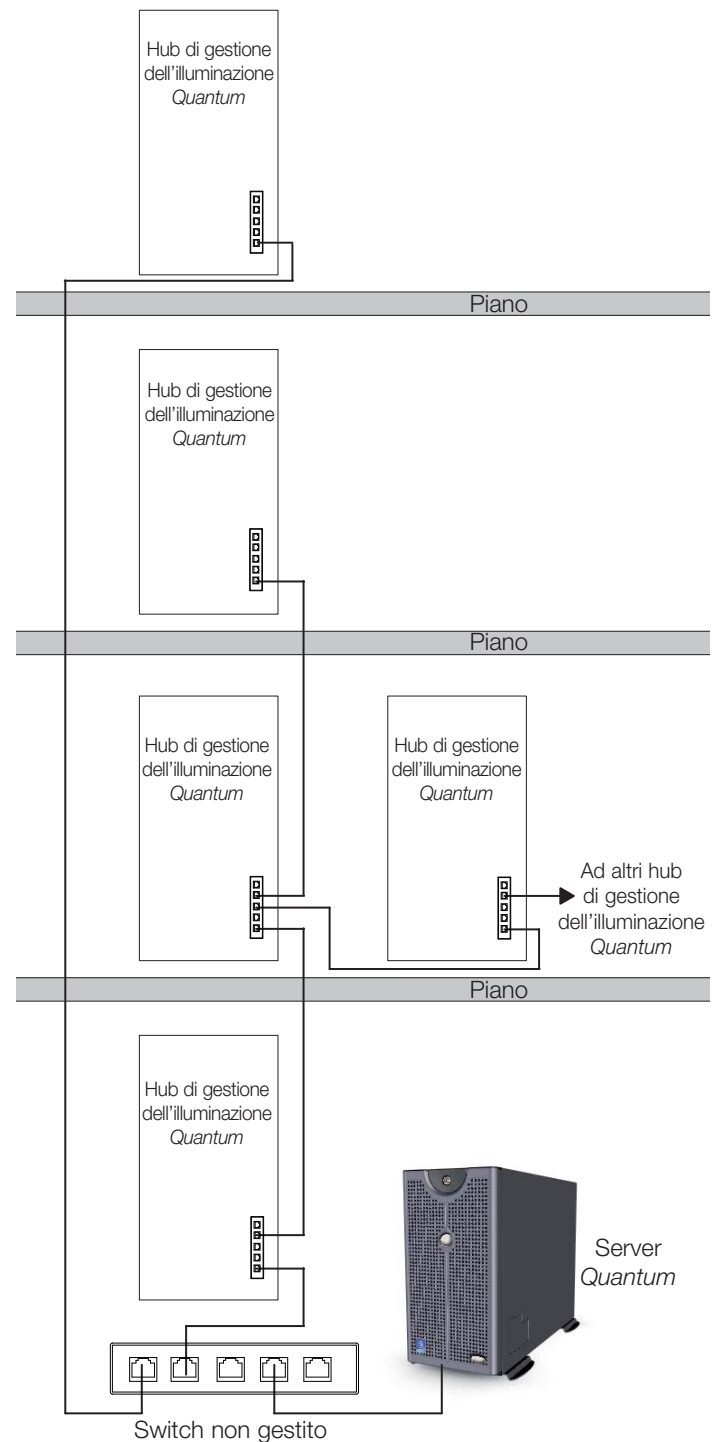 Hub di gestione
dell'illuminazione
Quantum
Piano
Hub di gestione
dell'illuminazione
Quantum
Piano
Hub di gestione
dell'illuminazione
Quantum
Hub di gestione
dell'illuminazione
Quantum
Ad altri hub
di gestione
dell'illuminazione
Quantum
Piano
Hub di gestione
dell'illuminazione
Quantum
Server
Quantum
Switch non gestito